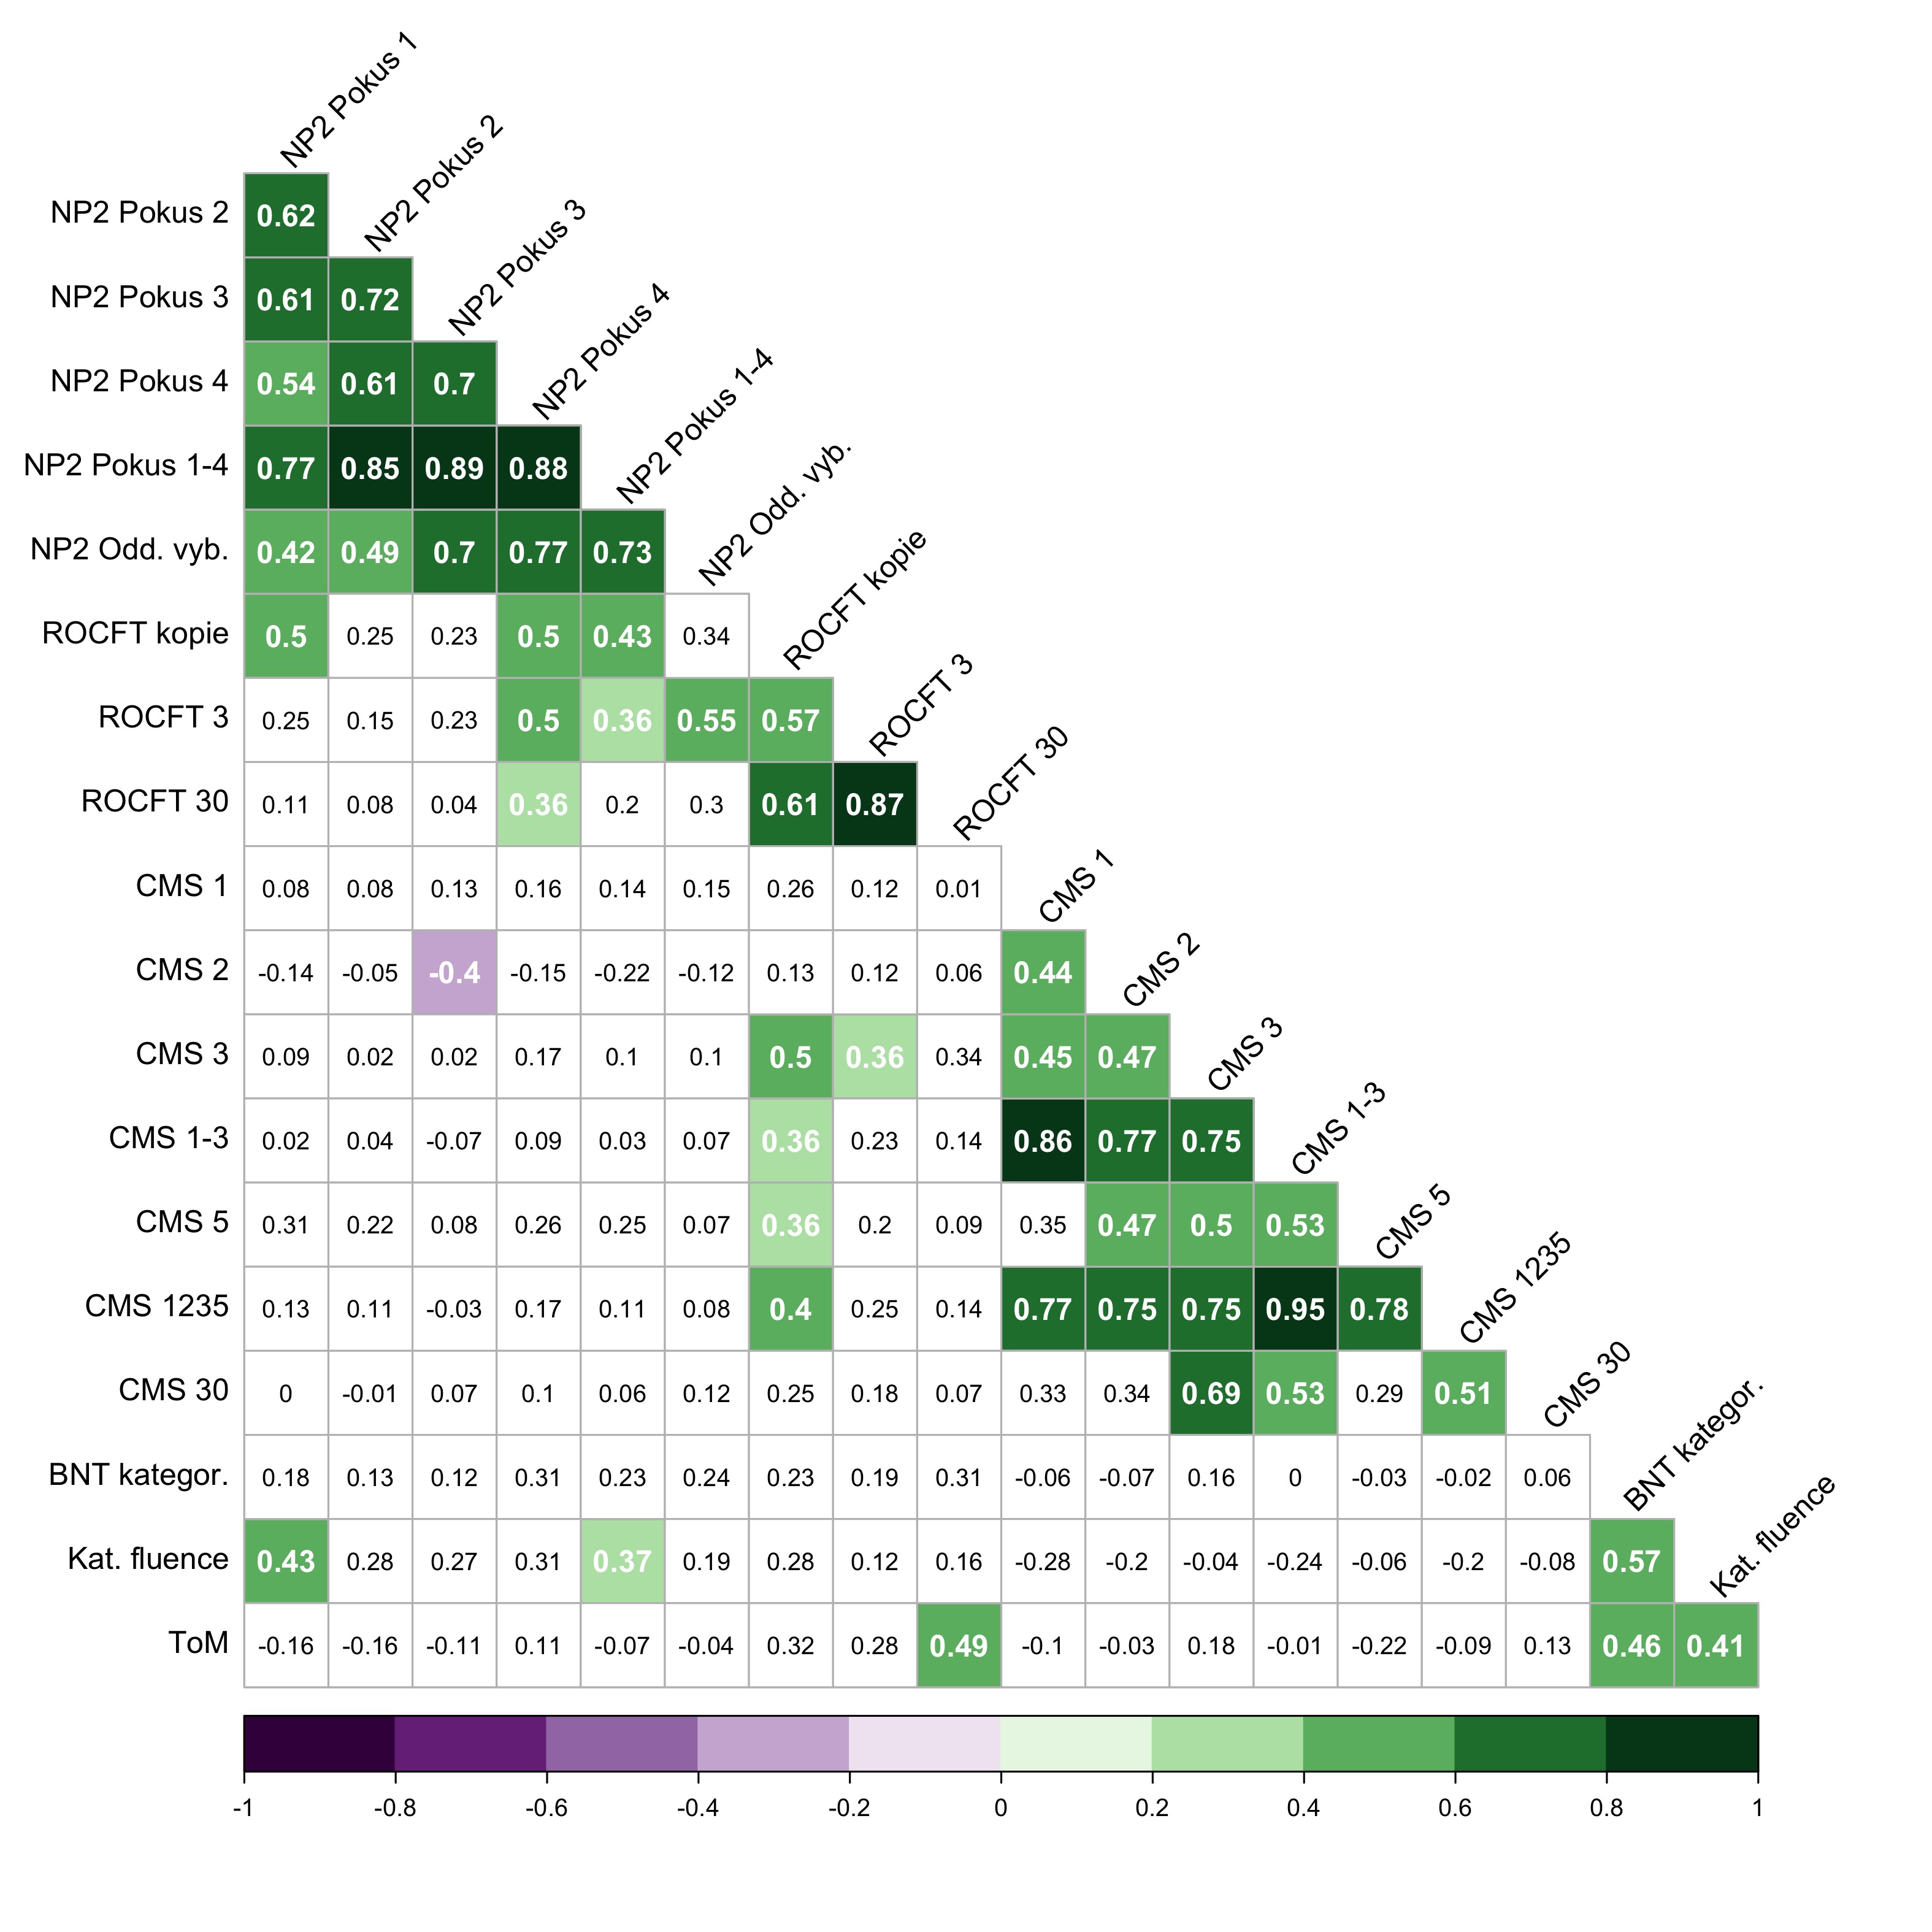 NP2 Pokus 1
NP2 Pokus 2 0.62 NP2 Pokus 2
NP2 Pokus 3 0.61 0.72 NP2 Pokus 3
NP2 Pokus 4 0.54 0.61 0.7 NP2 Pokus 4
NP2 Pokus 1-4 0.77 0.85 0.89 0.88 NP2 Pokus 1-4
NP2 Odd. vyb. 0.42 0.49 0.7 0.77 0.73 NP2 Odd. vyb.
ROCFT kopie 0.5 0.25 0.23 0.5 0.43 0.34 ROCFT kopie
ROCFT 3 0.25 0.15 0.23 0.5 0.36 0.55 0.57 ROCFT 3
ROCFT 30 0.11 0.08 0.04 0.36 0.2 0.3 0.61 0.87 ROCFT 30
CMS 1 0.08 0.08 0.13 0.16 0.14 0.15 0.26 0.12 0.01 CMS 1
CMS 2 -0.14 -0.05 -0.4 -0.15 -0.22 -0.12 0.13 0.12 0.06 0.44 CMS 2
CMS 3 0.09 0.02 0.02 0.17 0.1 0.1 0.5 0.36 0.34 0.45 0.47 CMS 3
CMS 1-3 0.02 0.04 -0.07 0.09 0.03 0.07 0.36 0.23 0.14 0.86 0.77 0.75 CMS 1-3
CMS 5 0.31 0.22 0.08 0.26 0.25 0.07 0.36 0.2 0.09 0.35 0.47 0.5 0.53 CMS 5
CMS 1235 0.13 0.11 -0.03 0.17 0.11 0.08 0.4 0.25 0.14 0.77 0.75 0.75 0.95 0.78 CMS 1235
CMS 30 0 -0.01 0.07 0.1 0.06 0.12 0.25 0.18 0.07 0.33 0.34 0.69 0.53 0.29 0.51 CMS 30
BNT kategor. 0.18 0.13 0.12 0.31 0.23 0.24 0.23 0.19 0.31 -0.06 -0.07 0.16 0 -0.03 -0.02 0.06 BNT kategor.
Kat. fluence 0.43 0.28 0.27 0.31 0.37 0.19 0.28 0.12 0.16 -0.28 -0.2 -0.04 -0.24 -0.06 -0.2 -0.08 0.57 Kat. fluence
ToM -0.16 -0.16 -0.11 0.11 -0.07 -0.04 0.32 0.28 0.49 -0.1 -0.03 0.18 -0.01 -0.22 -0.09 0.13 0.46 0.41
-1 -0.8 -0.6 -0.4 -0.2 0 0.2 0.4 0.6 0.8 1